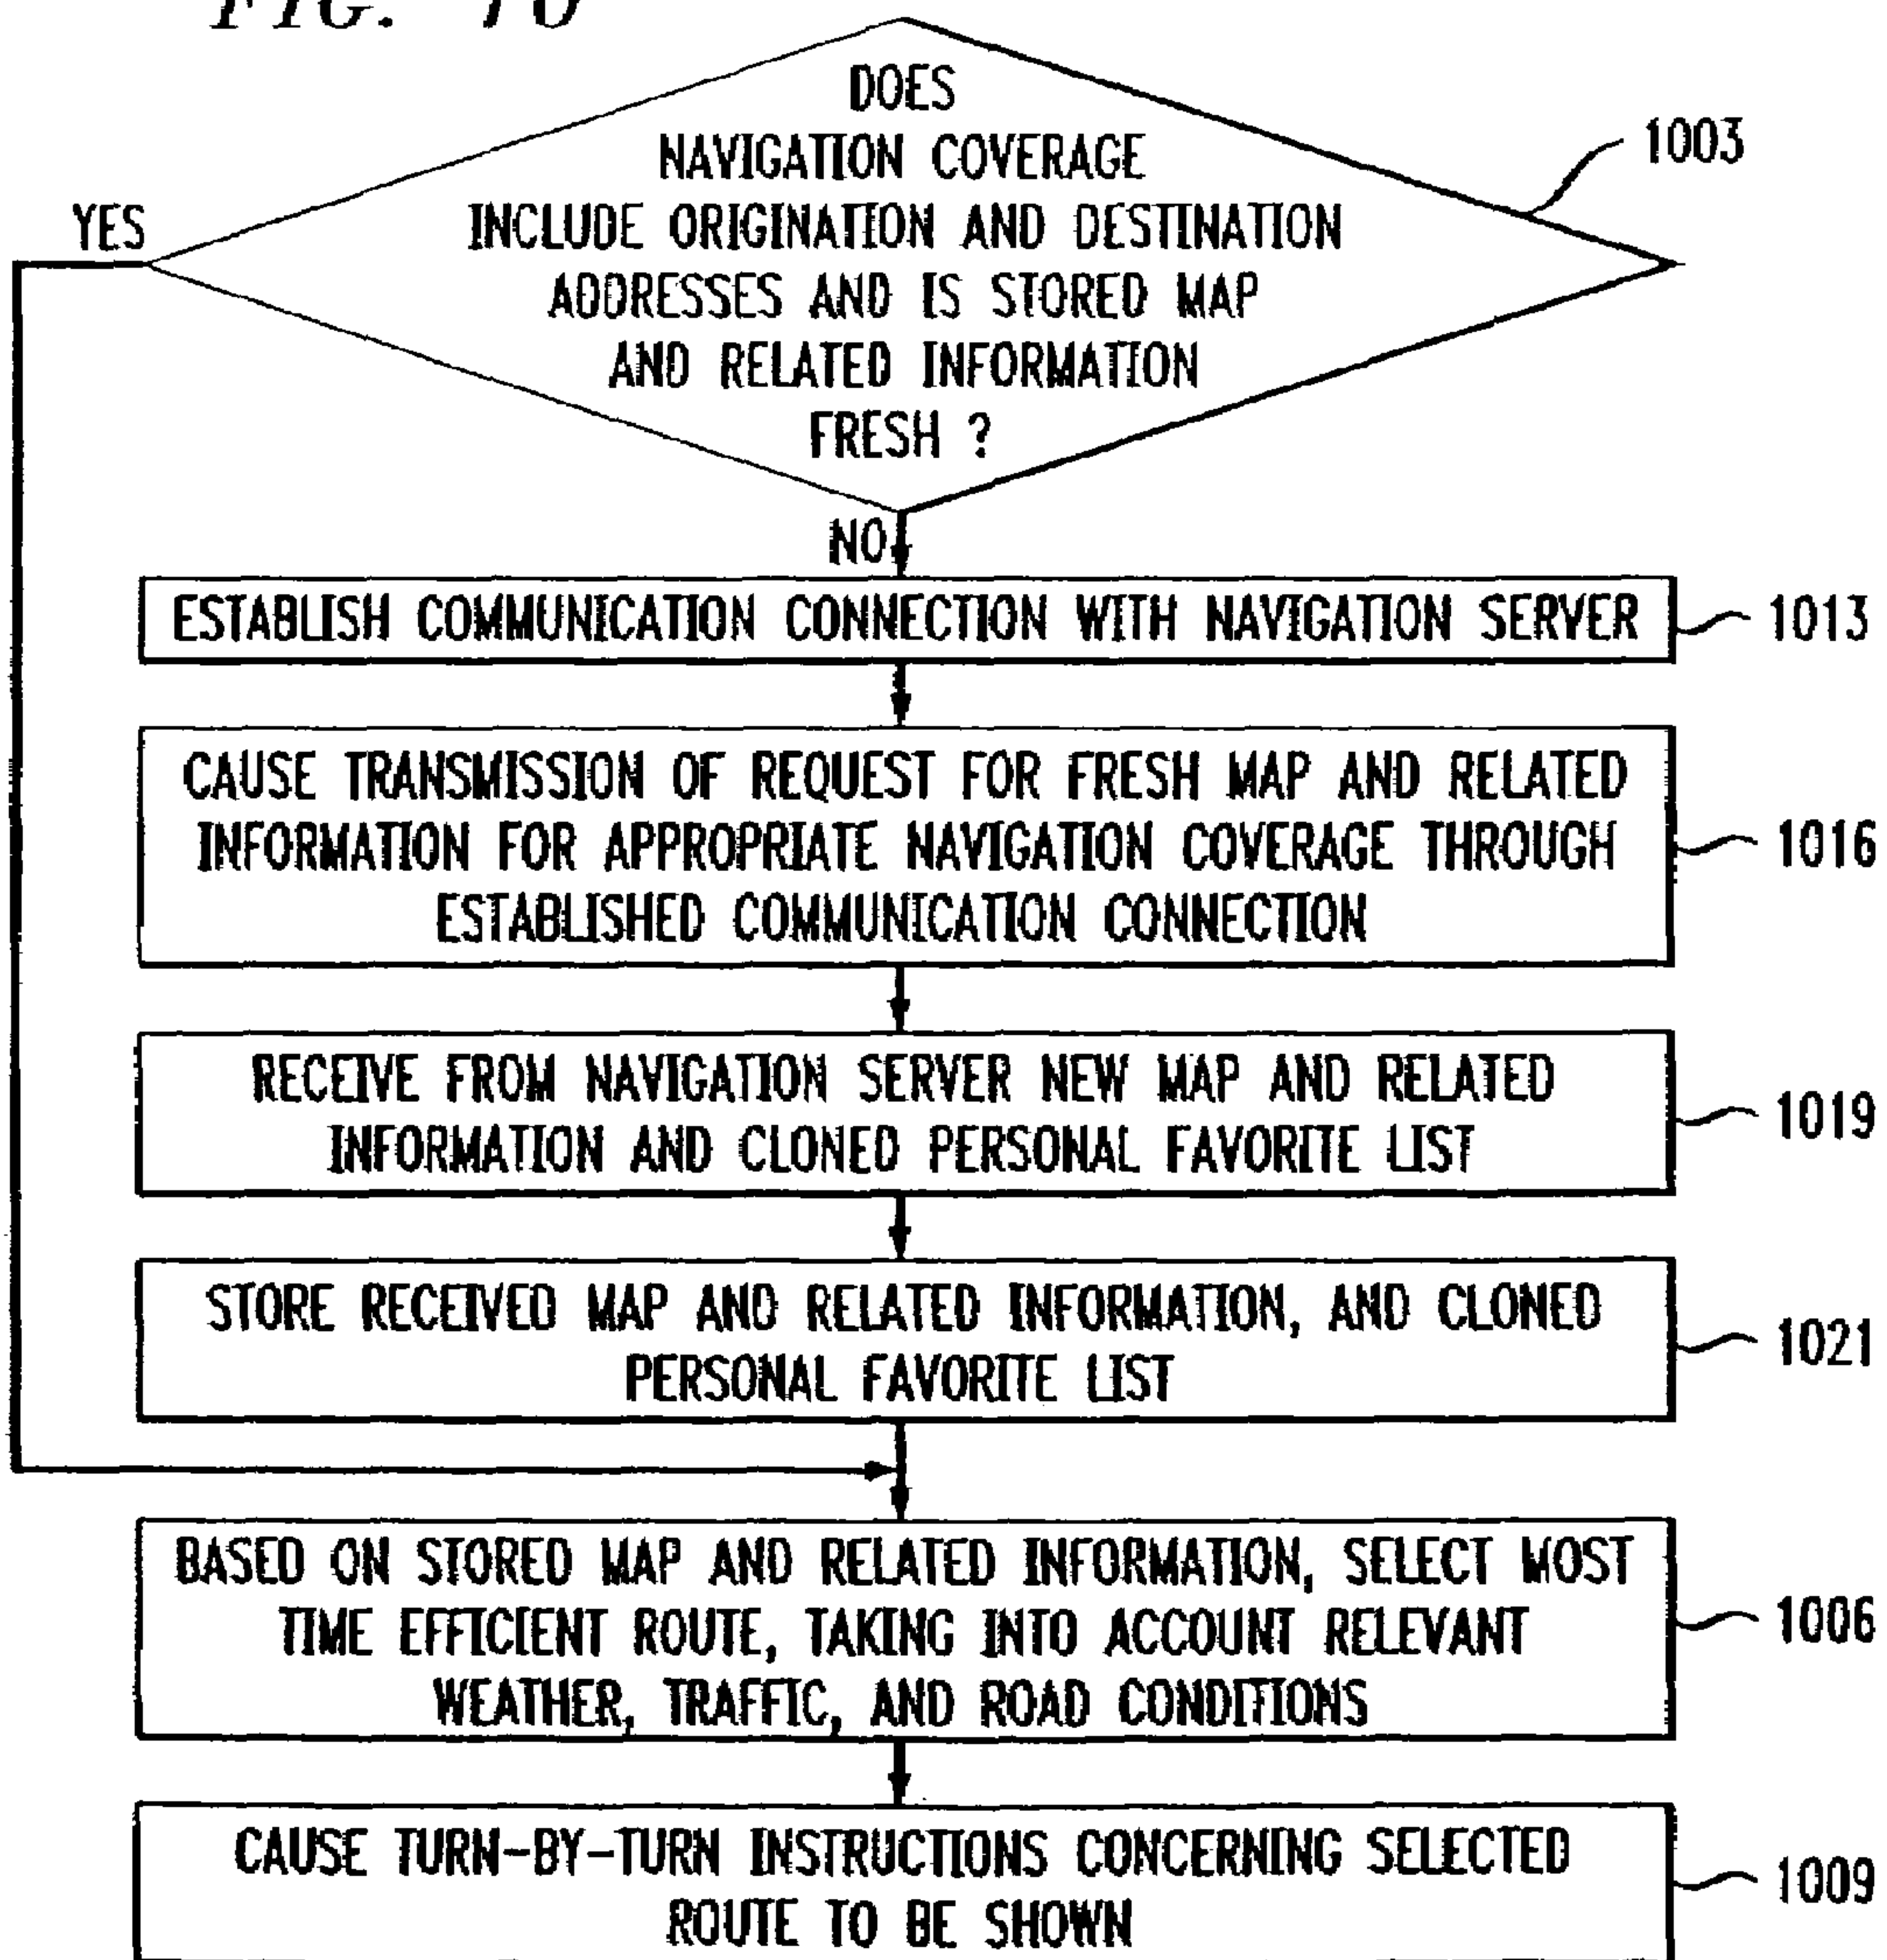 FIG. 10
DOES
NAVIGATION COVERAGE
INCLUDE ORIGINATION AND DESTINATION
ADDRESSES AND IS STORED MAP
AND RELATED INFORMATION
FRESH ?
1003
YES
NO
ESTABLISH COMMUNICATION CONNECTION WITH NAVIGATION SERVER
1013
CAUSE TRANSMISSION OF REQUEST FOR FRESH MAP AND RELATED
INFORMATION FOR APPROPRIATE NAVIGATION COVERAGE THROUGH
ESTABLISHED COMMUNICATION CONNECTION
1016
RECEIVE FROM NAVIGATION SERVER NEW MAP AND RELATED
INFORMATION AND CLONED PERSONAL FAVORITE LIST
1019
STORE RECEIVED MAP AND RELATED INFORMATION, AND CLONED
PERSONAL FAVORITE LIST
1021
BASED ON STORED MAP AND RELATED INFORMATION, SELECT MOST
TIME EFFICIENT ROUTE, TAKING INTO ACCOUNT RELEVANT
WEATHER, TRAFFIC, AND ROAD CONDITIONS
1006
CAUSE TURN-BY-TURN INSTRUCTIONS CONCERNING SELECTED
ROUTE TO BE SHOWN
1009